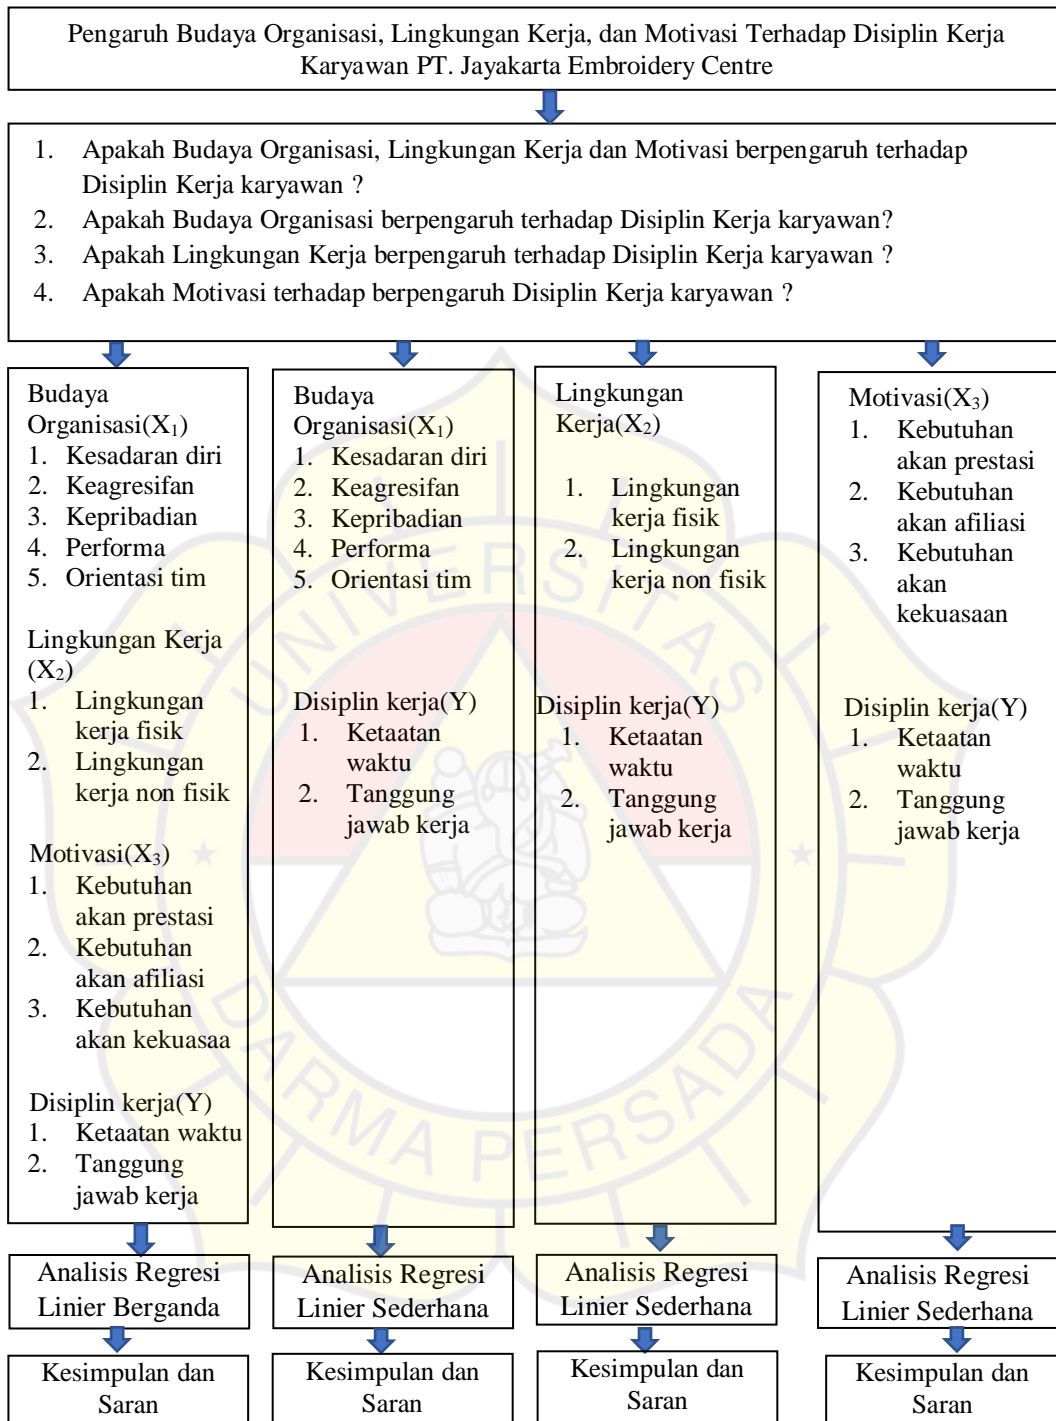 Pengaruh Budaya Organisasi, Lingkungan Kerja, dan Motivasi Terhadap Disiplin Kerja
Karyawan PT. Jayakarta Embroidery Centre
1. Apakah Budaya Organisasi, Lingkungan Kerja dan Motivasi berpengaruh terhadap
Disiplin Kerja karyawan ?
2. Apakah Budaya Organisasi berpengaruh terhadap Disiplin Kerja karyawan?
3. Apakah Lingkungan Kerja berpengaruh terhadap Disiplin Kerja karyawan ?
4. Apakah Motivasi terhadap berpengaruh Disiplin Kerja karyawan ?
Budaya
Organisasi(X₁)
1. Kesadaran diri
2. Keagresifan
3. Kepribadian
4. Performa
5. Orientasi tim
Lingkungan Kerja
(X₂)
1. Lingkungan
kerja fisik
2. Lingkungan
kerja non fisik
Motivasi(X₃)
1. Kebutuhan
akan prestasi
2. Kebutuhan
akan afiliasi
3. Kebutuhan
akan kekuasaa
Disiplin kerja(Y)
1. Ketaatan waktu
2. Tanggung
jawab kerja
Analisis Regresi
Linier Berganda
Kesimpulan dan
Saran
Budaya
Organisasi(X₁)
1. Kesadaran diri
2. Keagresifan
3. Kepribadian
4. Performa
5. Orientasi tim
Disiplin kerja(Y)
1. Ketaatan
waktu
2. Tanggung
jawab kerja
Analisis Regresi
Linier Sederhana
Kesimpulan dan
Saran
Lingkungan
Kerja(X₂)
1. Lingkungan
kerja fisik
2. Lingkungan
kerja non fisik
Disiplin kerja(Y)
1. Ketaatan
waktu
2. Tanggung
jawab kerja
Analisis Regresi
Linier Sederhana
Kesimpulan dan
Saran
Motivasi(X₃)
1. Kebutuhan
akan prestasi
2. Kebutuhan
akan afiliasi
3. Kebutuhan
akan
kekuasaan
Disiplin kerja(Y)
1. Ketaatan
waktu
2. Tanggung
jawab kerja
Analisis Regresi
Linier Sederhana
Kesimpulan dan
Saran
UNIVERSITAS
DARMA PERSADA